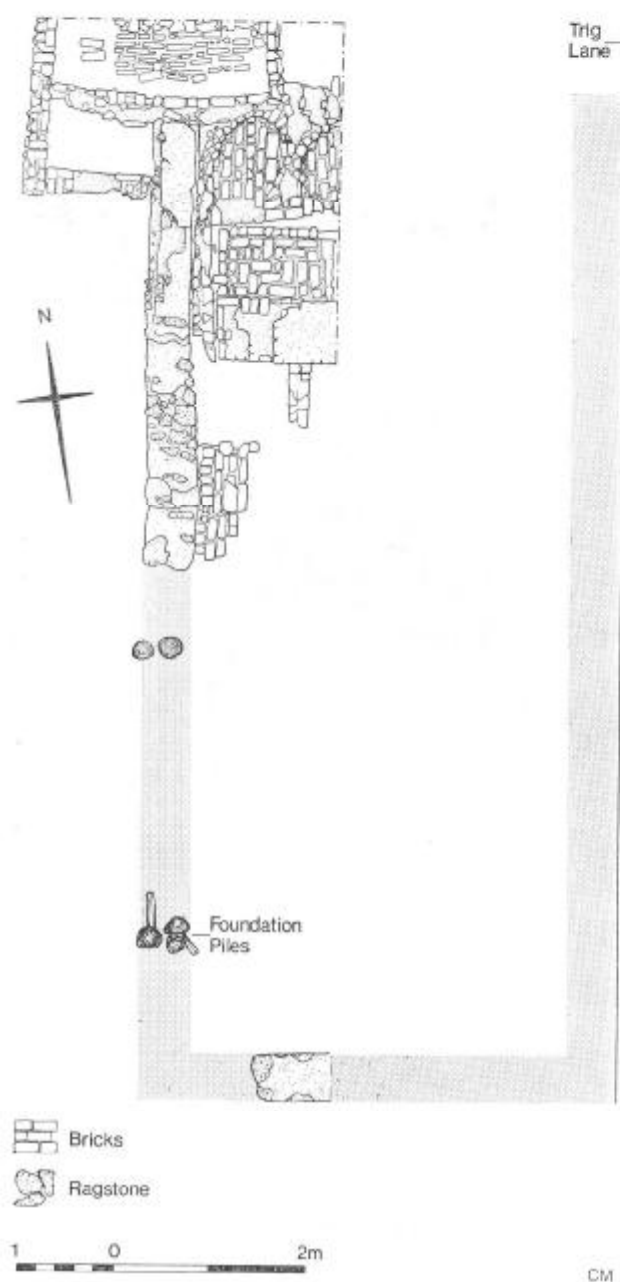 Trig
Lane
N
Foundation
Piles
Bricks
Ragstone
1 0 2m
CM